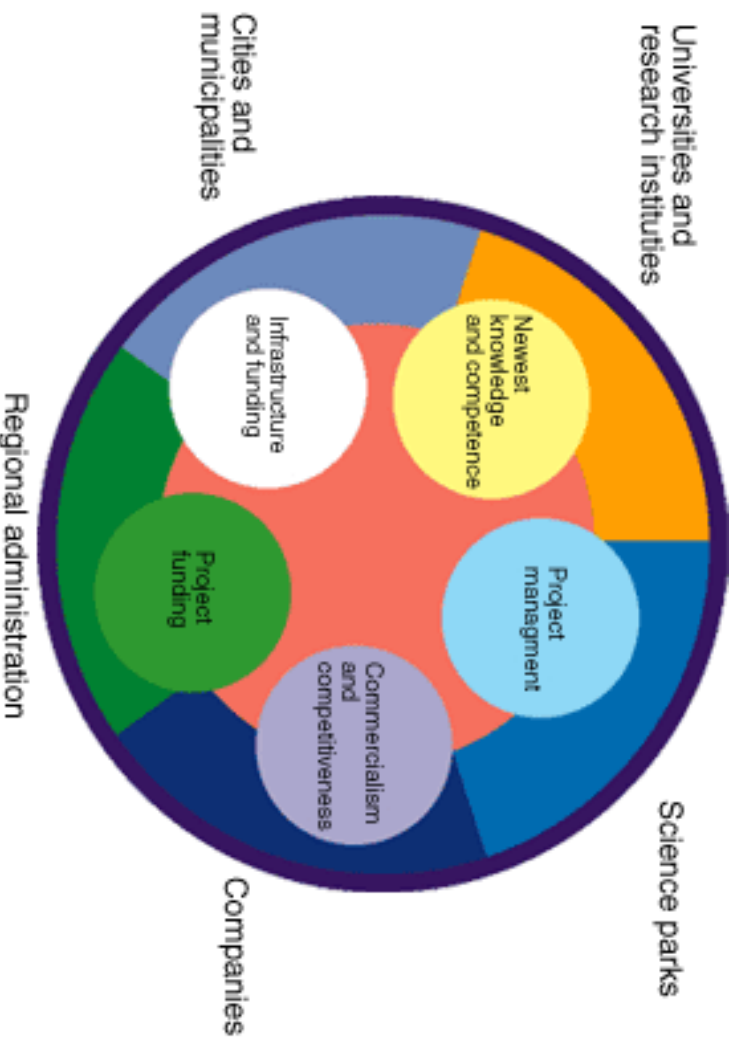 Universities and
research instituties
Science parks
Newest
knowledge
and competence
Project
managment
Cities and
municipalities
Infrastructure
and funding
Commercialism
and
competitiveness
Project
funding
Companies
Regional administration